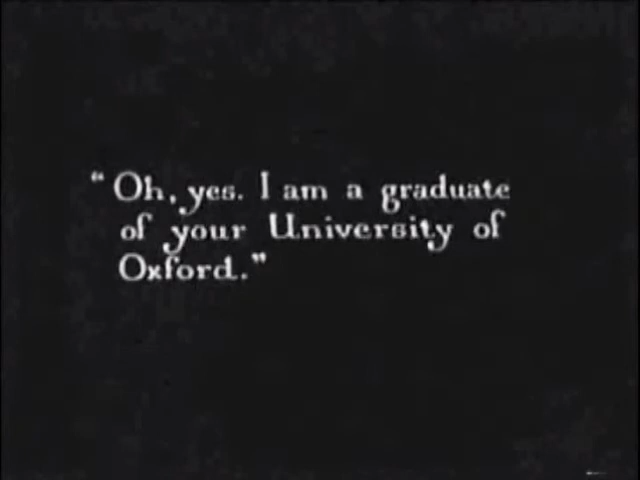 “Oh, yes. I am a graduate
of your University of
Oxford.”